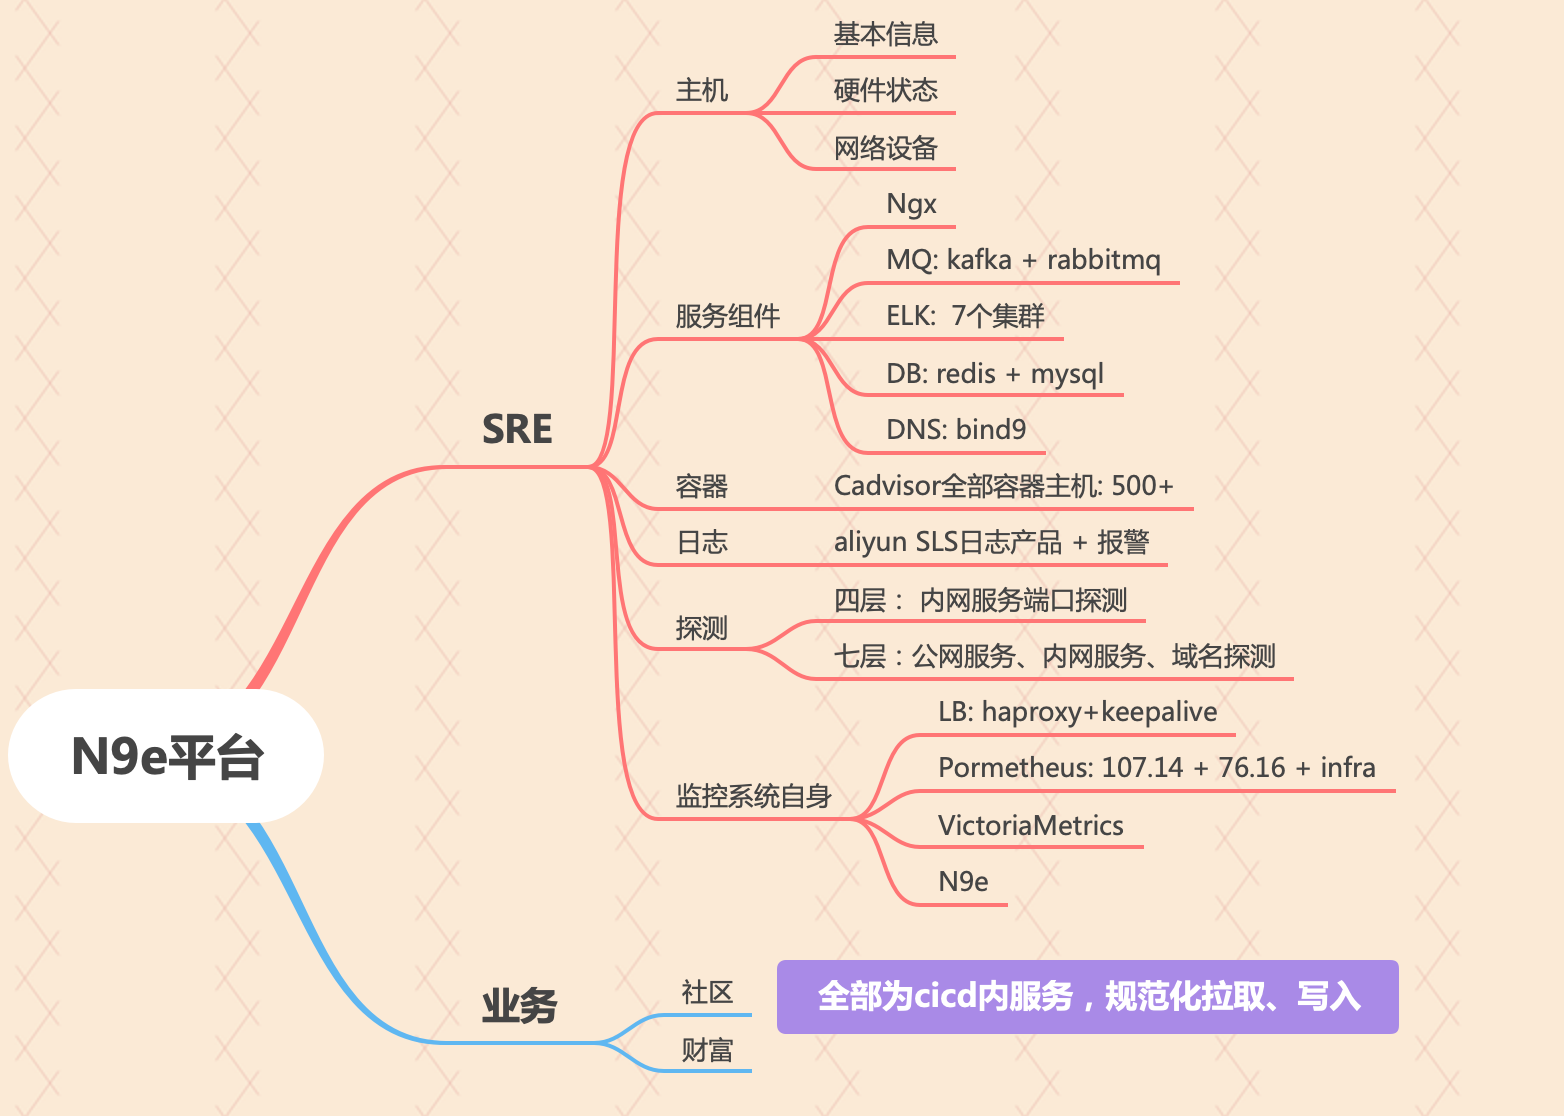 N9e平台
SRE
主机
基本信息
硬件状态
网络设备
服务组件
Ngx
MQ: kafka + rabbitmq
ELK: 7个集群
DB: redis + mysql
DNS: bind9
容器
Cadvisor全部容器主机: 500+
日志
aliyun SLS日志产品 + 报警
探测
四层： 内网服务端口探测
七层：公网服务、内网服务、域名探测
监控系统自身
LB: haproxy+keepalive
Pormetheus: 107.14 + 76.16 + infra
VictoriaMetrics
N9e
业务
社区
财富
全部为cicd内服务，规范化拉取、写入